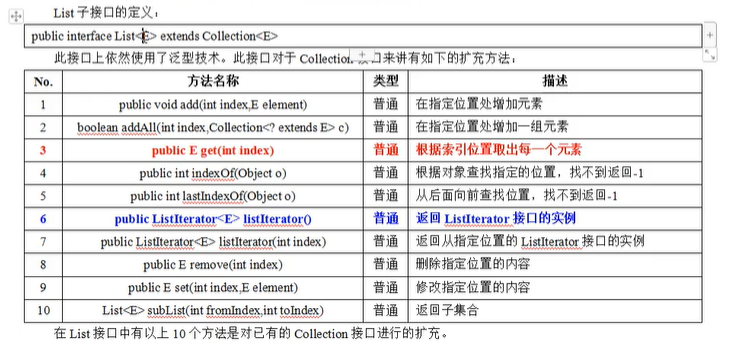 List 子接口的定义：
public interface List<E> extends Collection<E>
此接口上依然使用了泛型技术。此接口对于 Collection 接口来讲有如下的扩充方法：
No. 方法名称 类型 描述
1 public void add(int index,E element) 普通 在指定位置处增加元素
2 boolean addAll(int index,Collection<? extends E> c) 普通 在指定位置处增加一组元素
3 public E get(int index) 普通 根据索引位置取出每一个元素
4 public int indexOf(Object o) 普通 根据对象查找指定的位置，找不到返回-1
5 public int lastIndexOf(Object o) 普通 从后面向前查找位置，找不到返回-1
6 public ListIterator<E> listIterator() 普通 返回 ListIterator 接口的实例
7 public ListIterator<E> listIterator(int index) 普通 返回从指定位置的 ListIterator 接口的实例
8 public E remove(int index) 普通 删除指定位置的内容
9 public E set(int index,E element) 普通 修改指定位置的内容
10 List<E> subList(int fromIndex,int toIndex) 普通 返回子集合
在 List 接口中有以上 10 个方法是对已有的 Collection 接口进行的扩充。